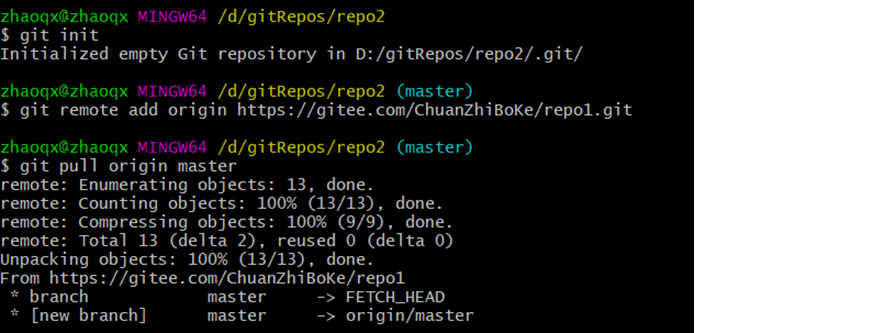 zhaoqx@zhaoqx MINGW64 /d/gitRepos/repo2
$ git init
Initialized empty Git repository in D:/gitRepos/repo2/.git/
zhaoqx@zhaoqx MINGW64 /d/gitRepos/repo2 (master)
$ git remote add origin https://gitee.com/ChuanZhiBoKe/repo1.git
zhaoqx@zhaoqx MINGW64 /d/gitRepos/repo2 (master)
$ git pull origin master
remote: Enumerating objects: 13, done.
remote: Counting objects: 100% (13/13), done.
remote: Compressing objects: 100% (9/9), done.
remote: Total 13 (delta 2), reused 0 (delta 0)
Unpacking objects: 100% (13/13), done.
From https://gitee.com/ChuanZhiBoKe/repo1
 * branch            master     -> FETCH_HEAD
 * [new branch]      master     -> origin/master